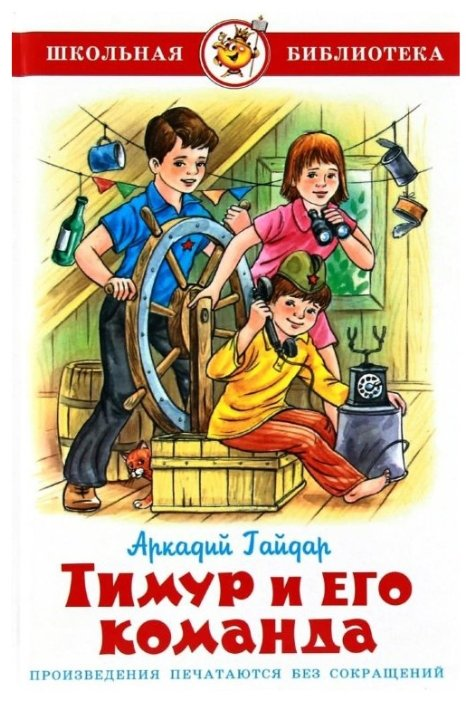 ШКОЛЬНАЯ БИБЛИОТЕКА
Аркадий Гайдар
Тимур и его
команда
ПРОИЗВЕДЕНИЯ ПЕЧАТАЮТСЯ БЕЗ СОКРАЩЕНИЙ